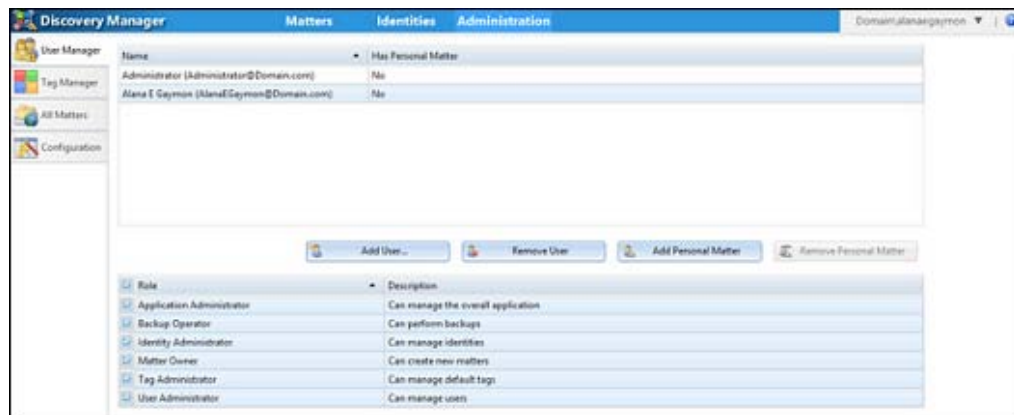 Discovery Manager Matters Identities Administration Domain\alanaegaymon
User Manager
Tag Manager
All Matters
Configuration
Name Has Personal Matter
Administrator (Administrator@Domain.com) No
Alana E Gaymon (AlanaEGaymon@Domain.com) No
Add User... Remove User Add Personal Matter Remove Personal Matter
Role Description
Application Administrator Can manage the overall application
Backup Operator Can perform backups
Identity Administrator Can manage identities
Matter Owner Can create new matters
Tag Administrator Can manage default tags
User Administrator Can manage users